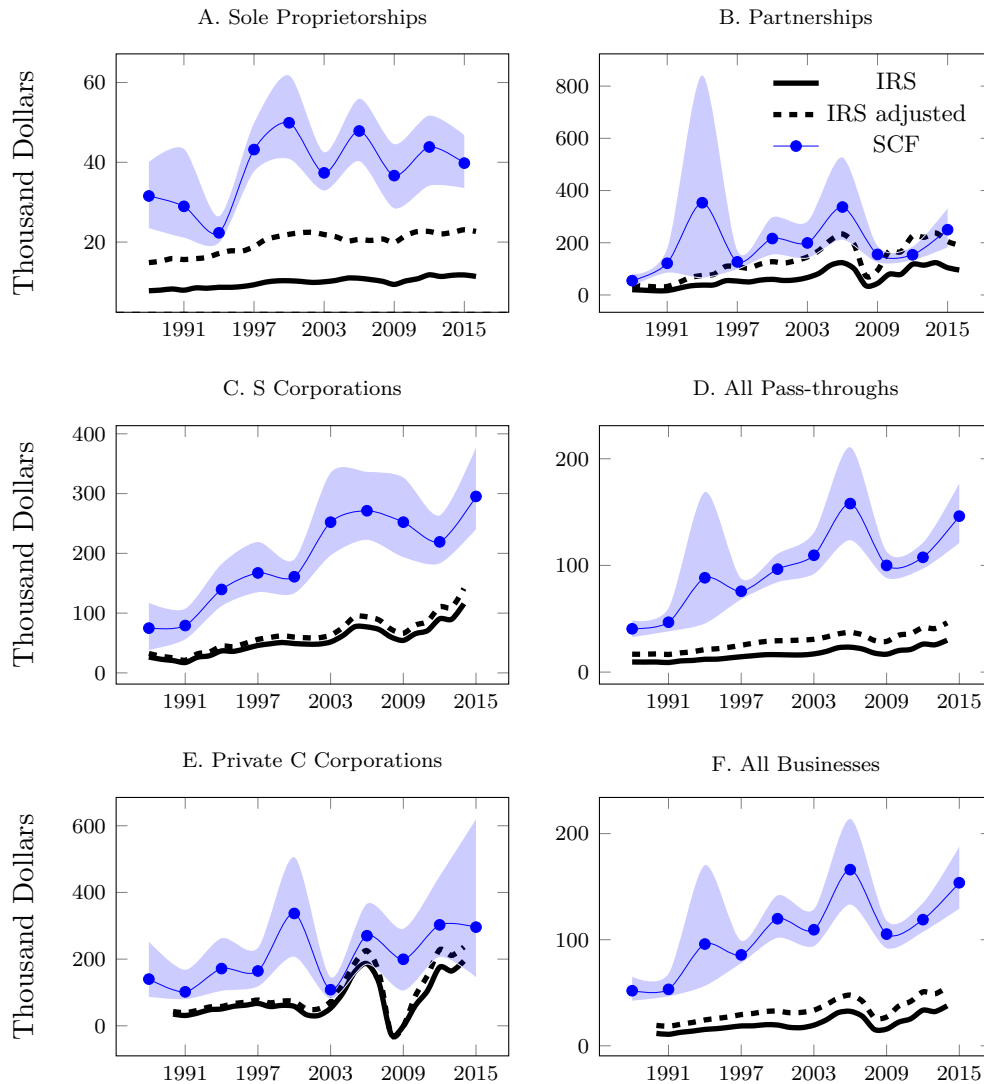 A. Sole Proprietorships
Thousand Dollars
60
40
20
1991 1997 2003 2009 2015
B. Partnerships
800
600
400
200
0
IRS
IRS adjusted
SCF
1991 1997 2003 2009 2015
C. S Corporations
Thousand Dollars
400
300
200
100
0
1991 1997 2003 2009 2015
D. All Pass-throughs
200
100
0
1991 1997 2003 2009 2015
E. Private C Corporations
Thousand Dollars
600
400
200
0
1991 1997 2003 2009 2015
F. All Businesses
200
100
0
1991 1997 2003 2009 2015